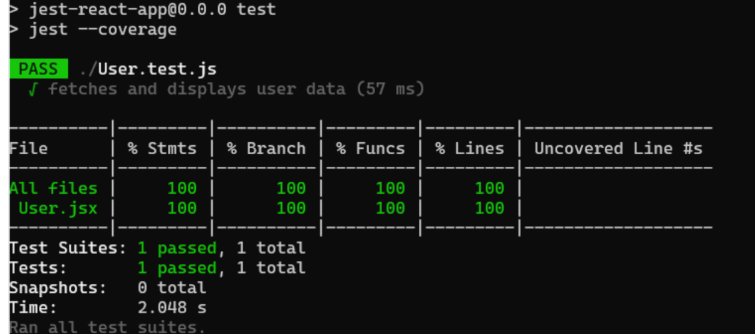 > jest-react-app@0.0.0 test
> jest --coverage
PASS ./User.test.js
√ fetches and displays user data (57 ms)
----------|---------|----------|---------|---------|-------------------
File      | % Stmts | % Branch | % Funcs | % Lines | Uncovered Line #s
----------|---------|----------|---------|---------|-------------------
All files |     100 |      100 |     100 |     100 |
 User.jsx |     100 |      100 |     100 |     100 |
----------|---------|----------|---------|---------|-------------------
Test Suites: 1 passed, 1 total
Tests:       1 passed, 1 total
Snapshots:   0 total
Time:        2.048 s
Ran all test suites.